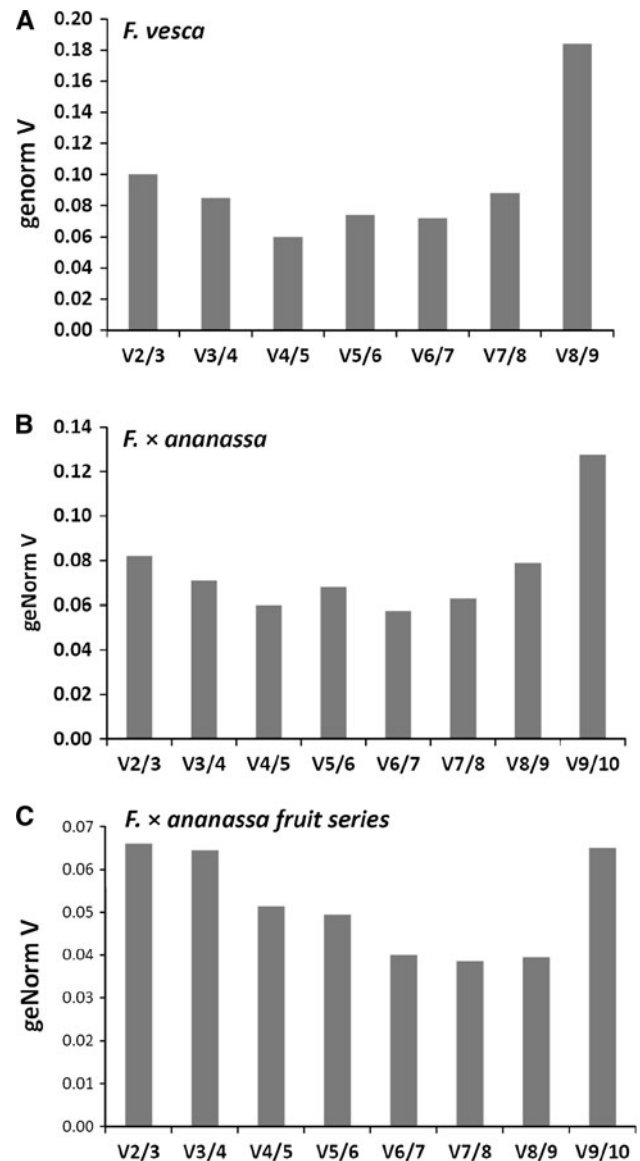 A
F. vesca
genorm V
0.20
0.18
0.16
0.14
0.12
0.10
0.08
0.06
0.04
0.02
0.00
V2/3 V3/4 V4/5 V5/6 V6/7 V7/8 V8/9
B
F. × ananassa
geNorm V
0.14
0.12
0.10
0.08
0.06
0.04
0.02
0.00
V2/3 V3/4 V4/5 V5/6 V6/7 V7/8 V8/9 V9/10
C
F. × ananassa fruit series
geNorm V
0.07
0.06
0.05
0.04
0.03
0.02
0.01
0.00
V2/3 V3/4 V4/5 V5/6 V6/7 V7/8 V8/9 V9/10